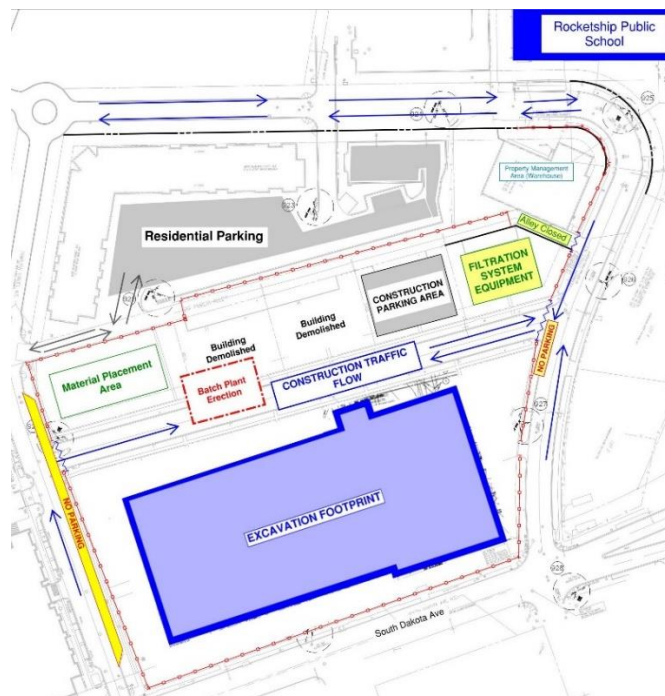 Rocketship Public
School
Property Management
Area (Warehouse)
Alley Closed
Residential Parking
FILTRATION
SYSTEM
EQUIPMENT
CONSTRUCTION
PARKING AREA
Building
Demolished
Building
Demolished
NO PARKING
Material Placement
Area
Batch Plant
Erection
CONSTRUCTION TRAFFIC
FLOW
NO PARKING
EXCAVATION FOOTPRINT
South Dakota Ave